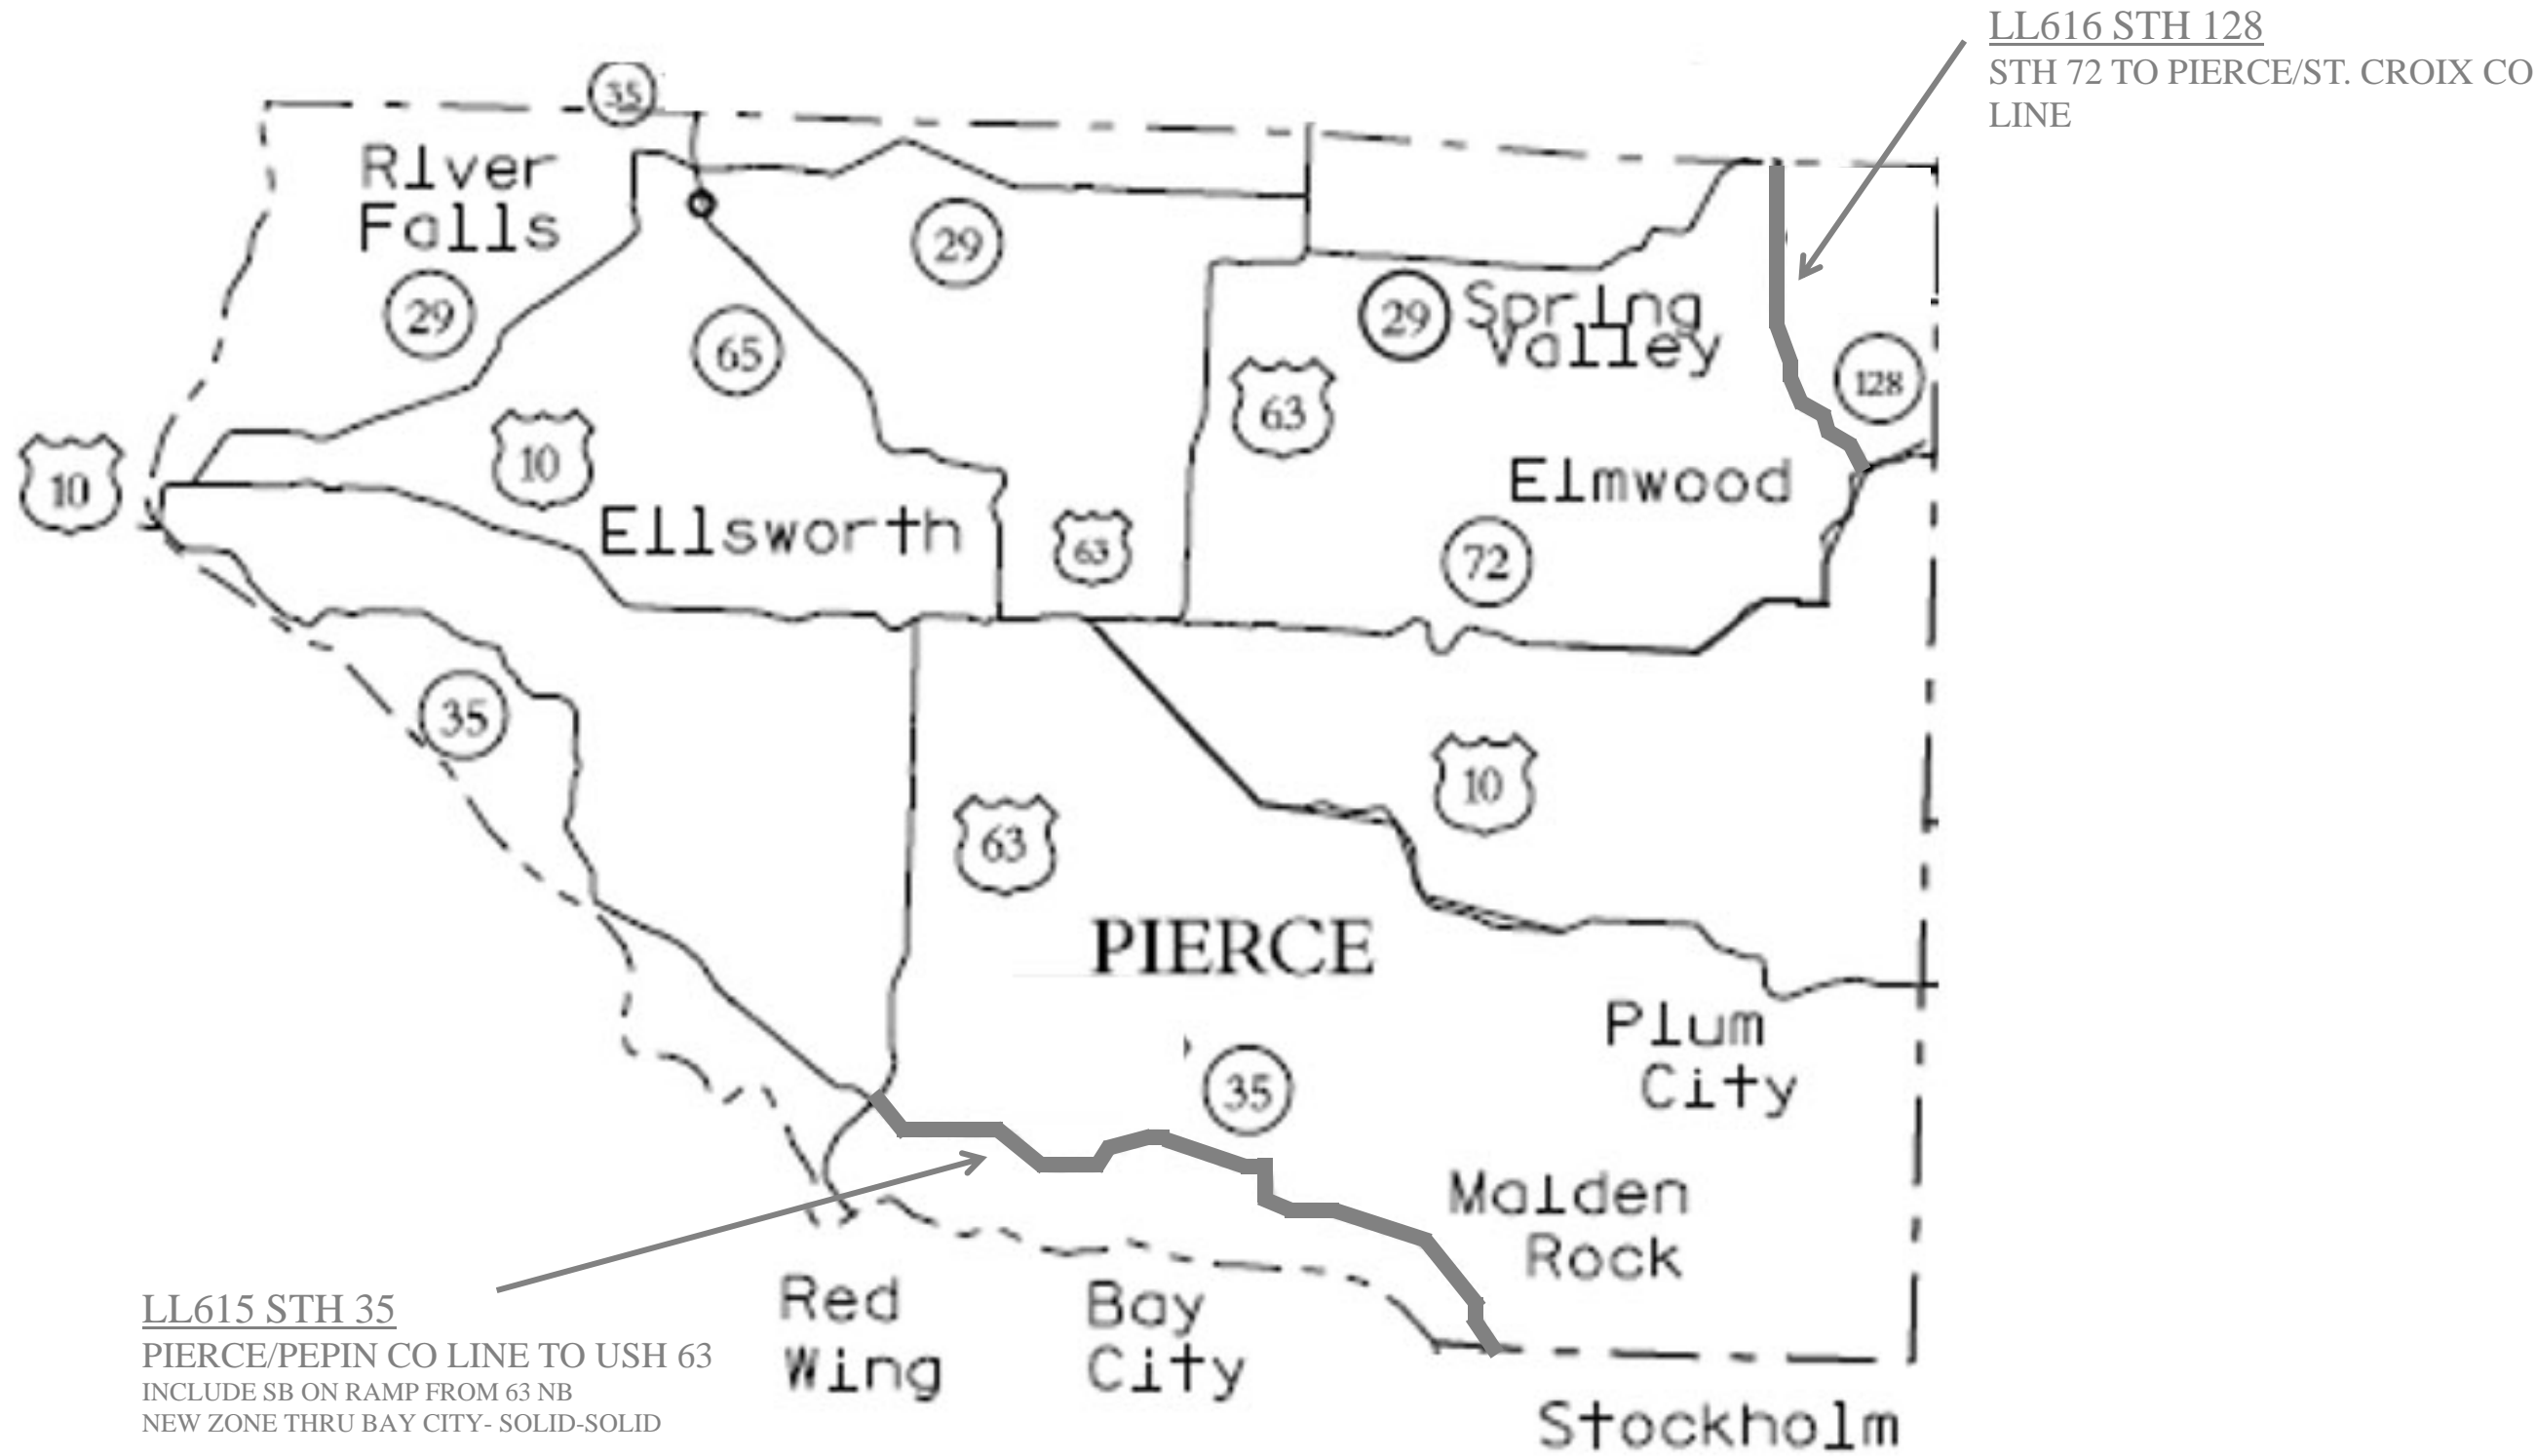 LL616 STH 128
STH 72 TO PIERCE/ST. CROIX CO
LINE
35
River
Falls
29
29
65
29
Spring
Valley
63
128
10
10
Elmwood
Ellsworth
63
72
35
10
63
PIERCE
Plum
City
35
Maiden
Rock
Red
Wing
Bay
City
Stockholm
LL615 STH 35
PIERCE/PEPIN CO LINE TO USH 63
INCLUDE SB ON RAMP FROM 63 NB
NEW ZONE THRU BAY CITY- SOLID-SOLID